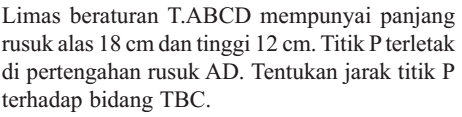 Limas beraturan T.ABCD mempunyai panjang
rusuk alas 18 cm dan tinggi 12 cm. Titik P terletak
di pertengahan rusuk AD. Tentukan jarak titik P
terhadap bidang TBC.